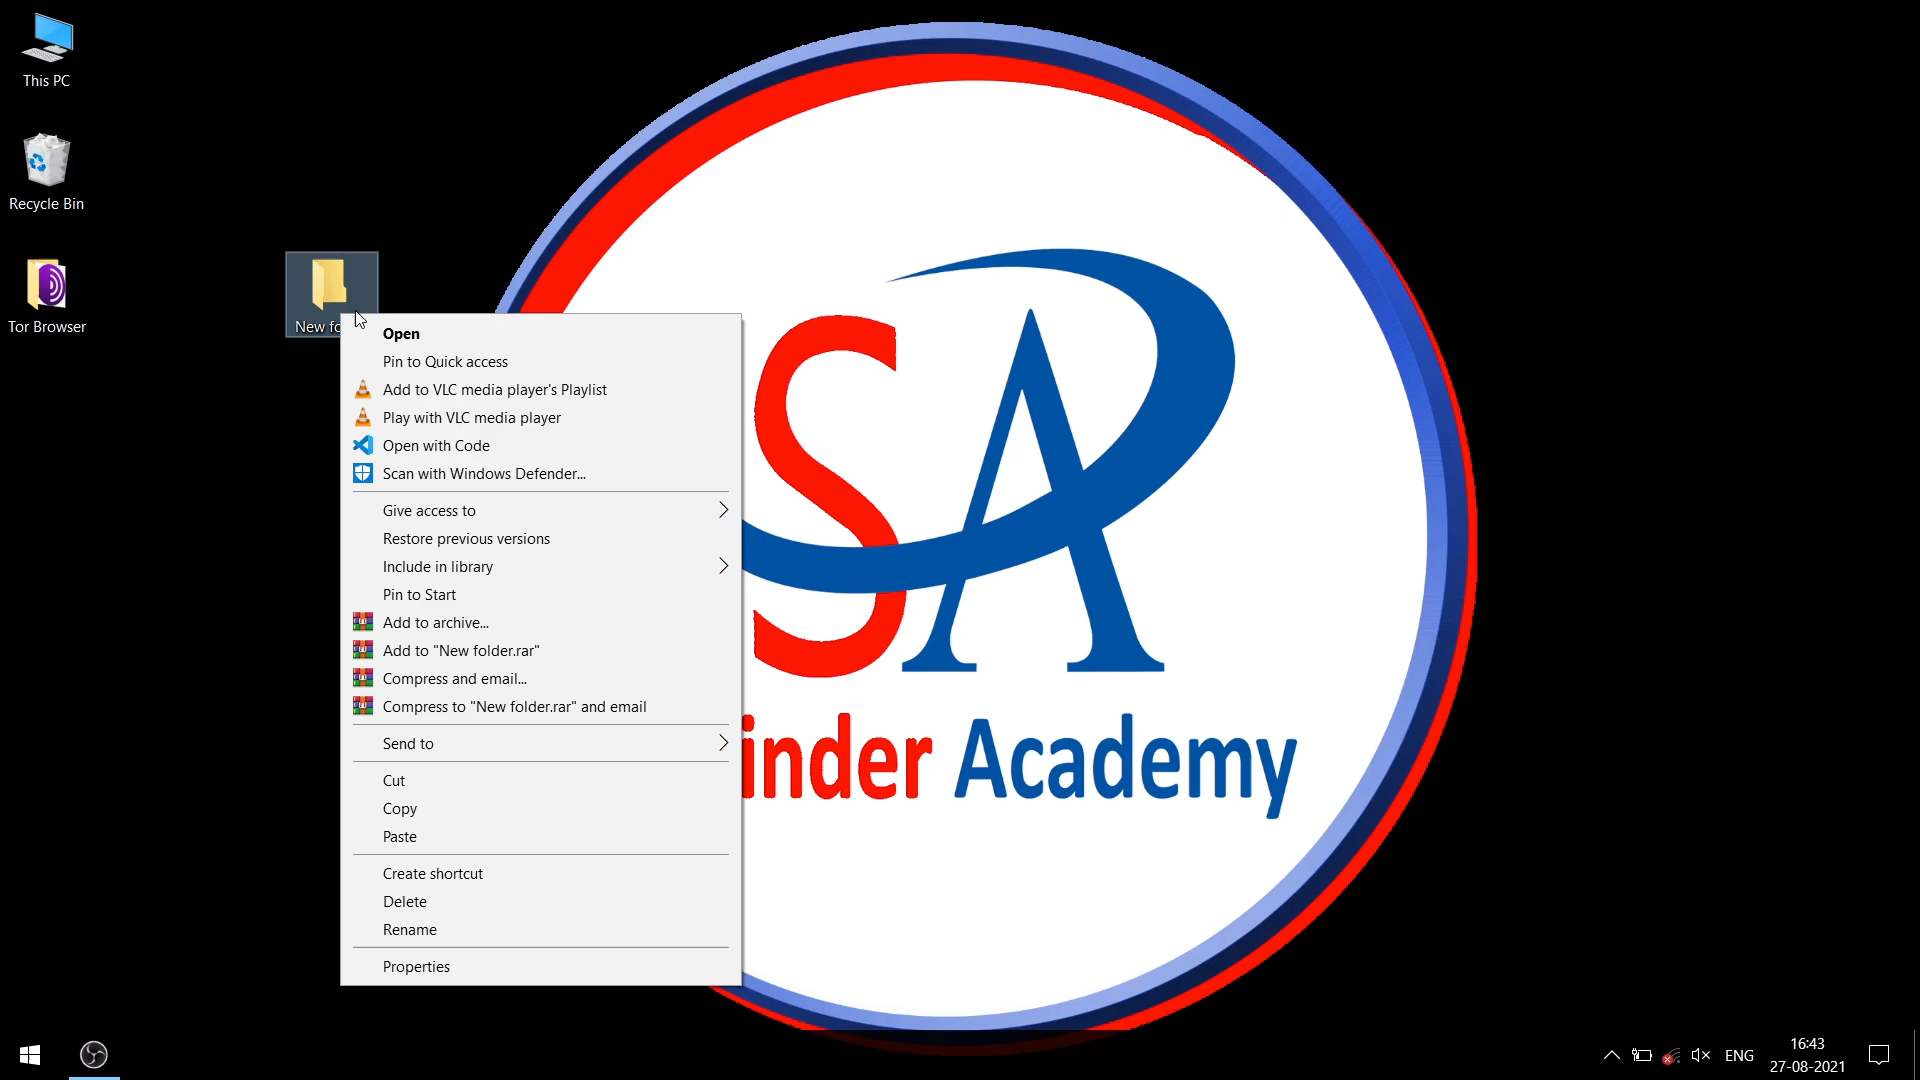 This PC
Recycle Bin
Tor Browser
New fo
Open
Pin to Quick access
Add to VLC media player's Playlist
Play with VLC media player
Open with Code
Scan with Windows Defender...
Give access to
Restore previous versions
Include in library
Pin to Start
Add to archive...
Add to "New folder.rar"
Compress and email...
Compress to "New folder.rar" and email
Send to
Cut
Copy
Paste
Create shortcut
Delete
Rename
Properties
SA
inder Academy
ENG
16:43
27-08-2021